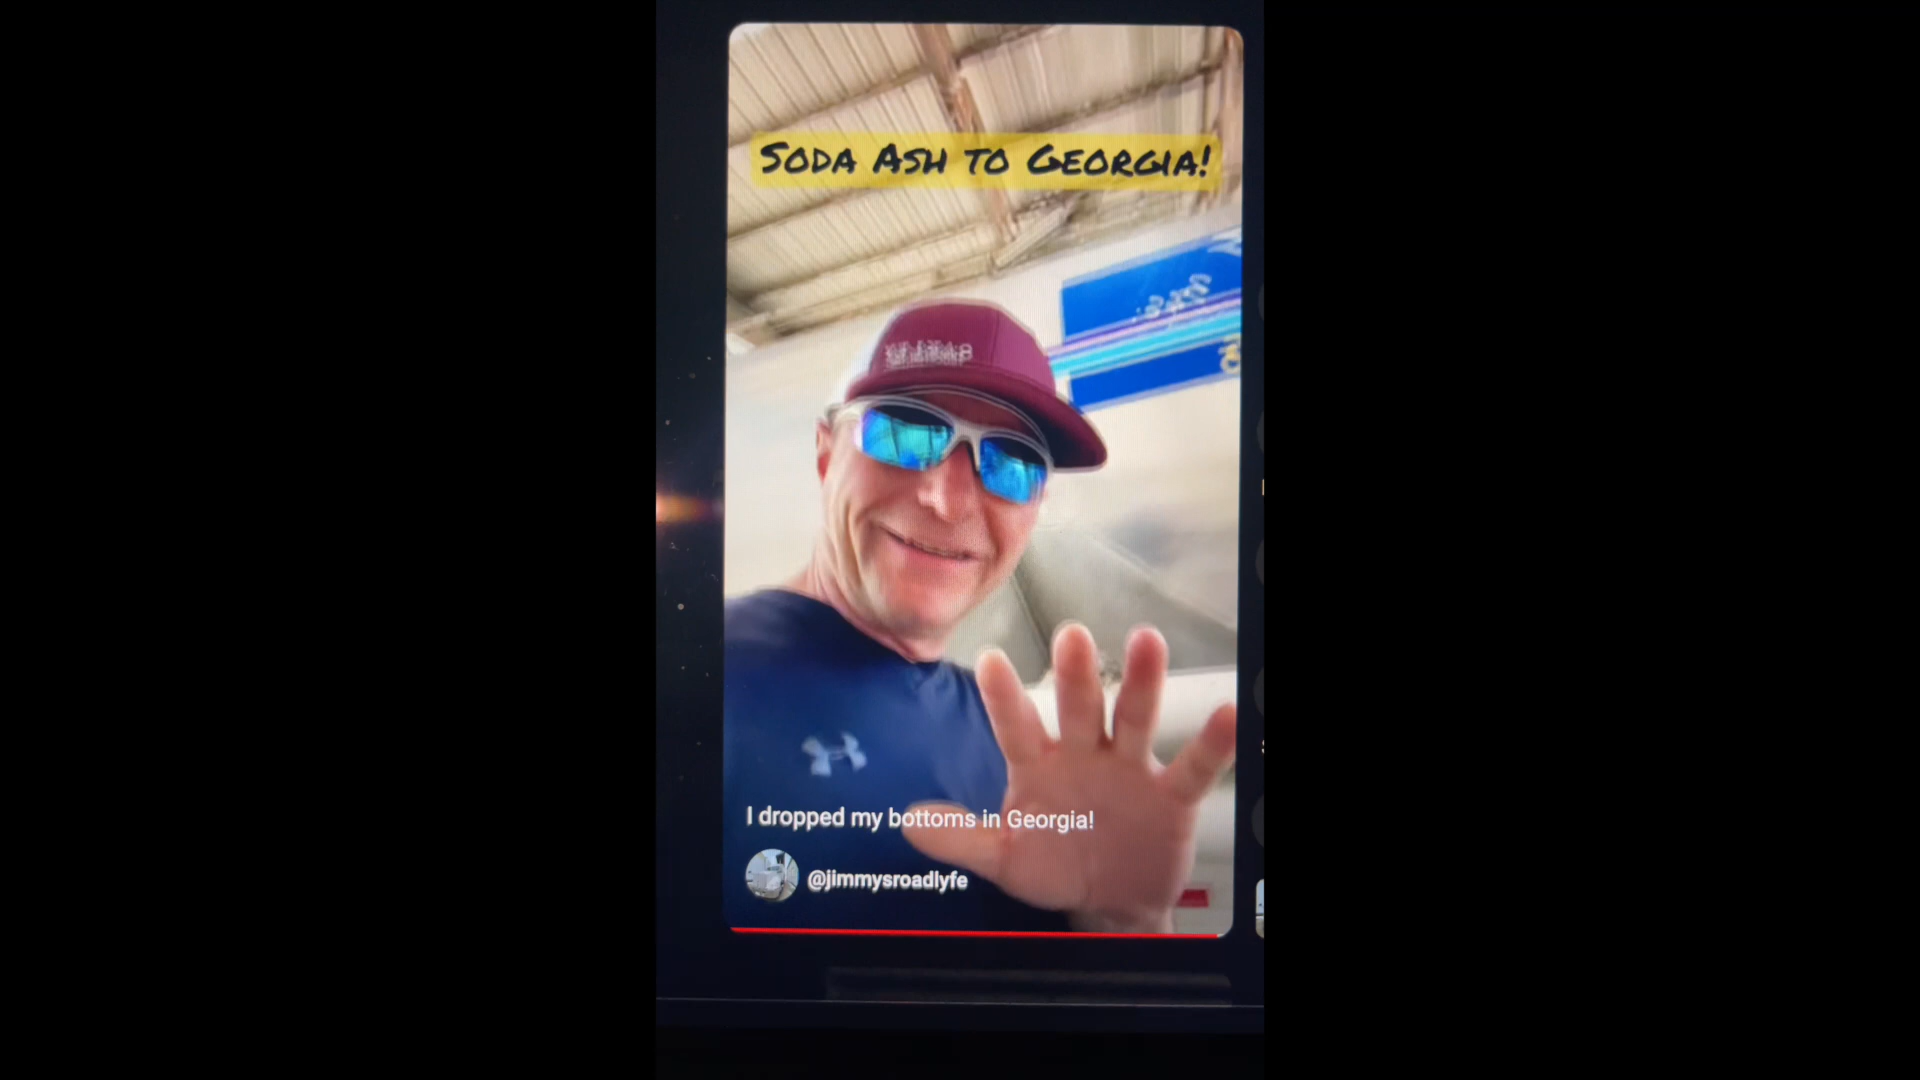 SODA ASH TO GEORGIA!
I dropped my bottoms in Georgia!
@jimmysroadlyfe